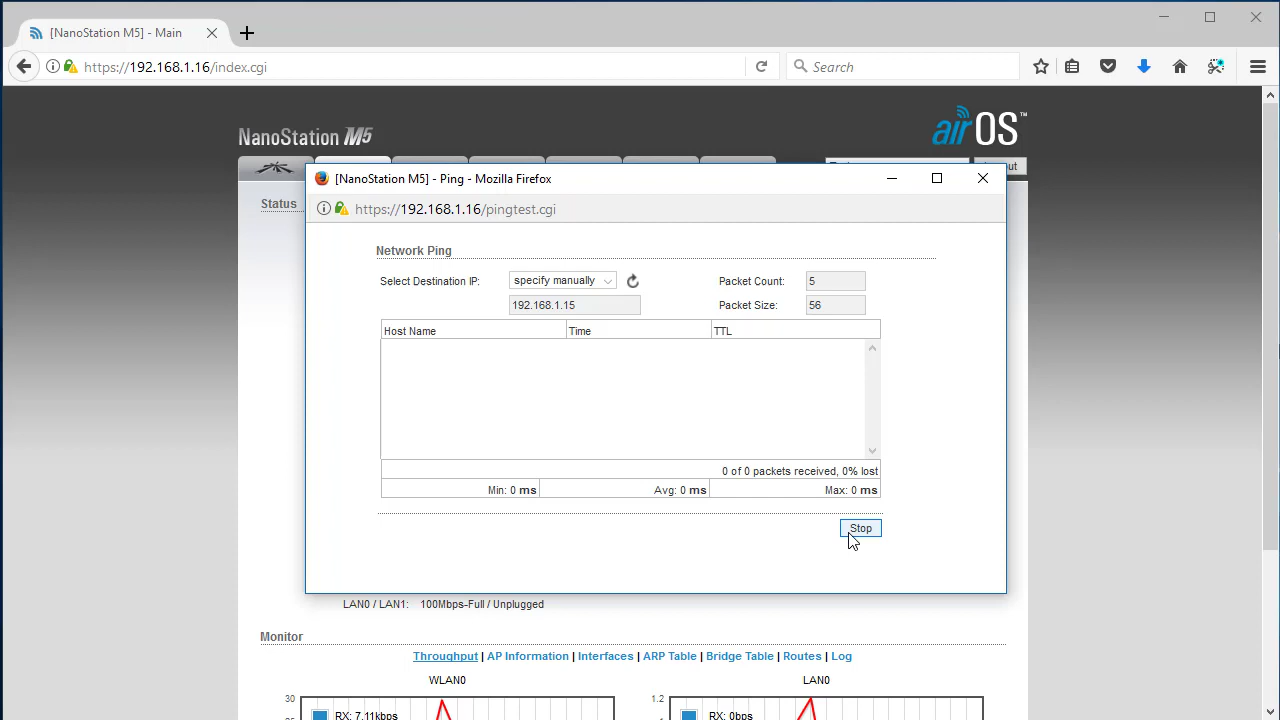 [NanoStation M5] - Main
https://192.168.1.16/index.cgi
Search
NanoStation M5
airOS™
[NanoStation M5] - Ping - Mozilla Firefox
https://192.168.1.16/pingtest.cgi
Status
Network Ping
Select Destination IP: specify manually Packet Count: 5
192.168.1.15 Packet Size: 56
Host Name Time TTL
0 of 0 packets received, 0% lost
Min: 0 ms Avg: 0 ms Max: 0 ms
Stop
LAN0 / LAN1: 100Mbps-Full / Unplugged
Monitor
Throughput | AP Information | Interfaces | ARP Table | Bridge Table | Routes | Log
WLAN0 LAN0
30 RX: 7.11kbps 1.2 RX: 0bps